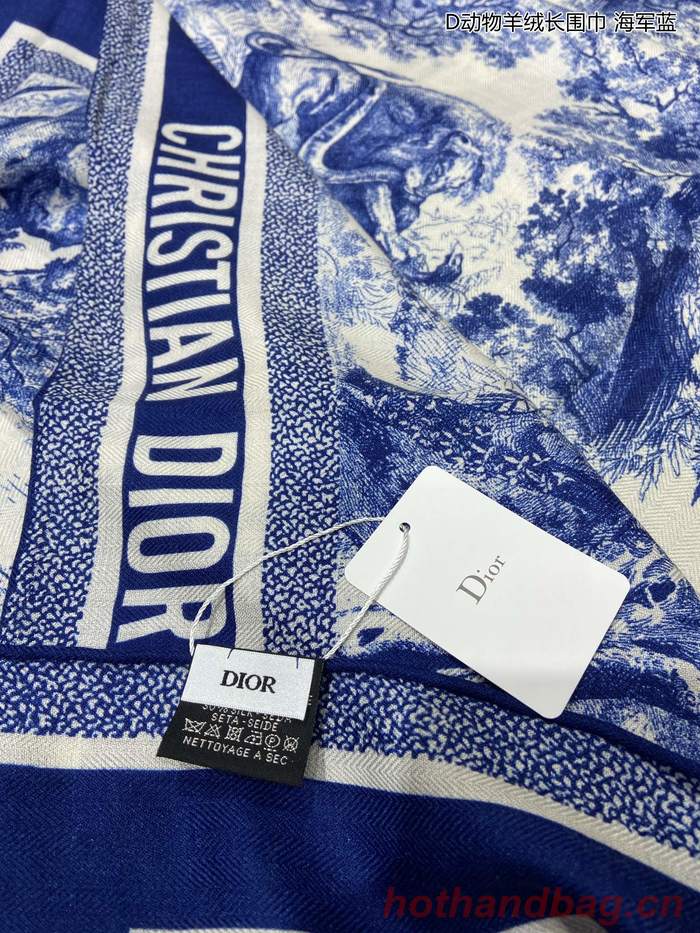 D动物羊绒长围巾 海军蓝
CHRISTIAN DIOR
Dior
DIOR
SETA-SEIDE
NETTOYAGE A SEC
hothandbag.cn